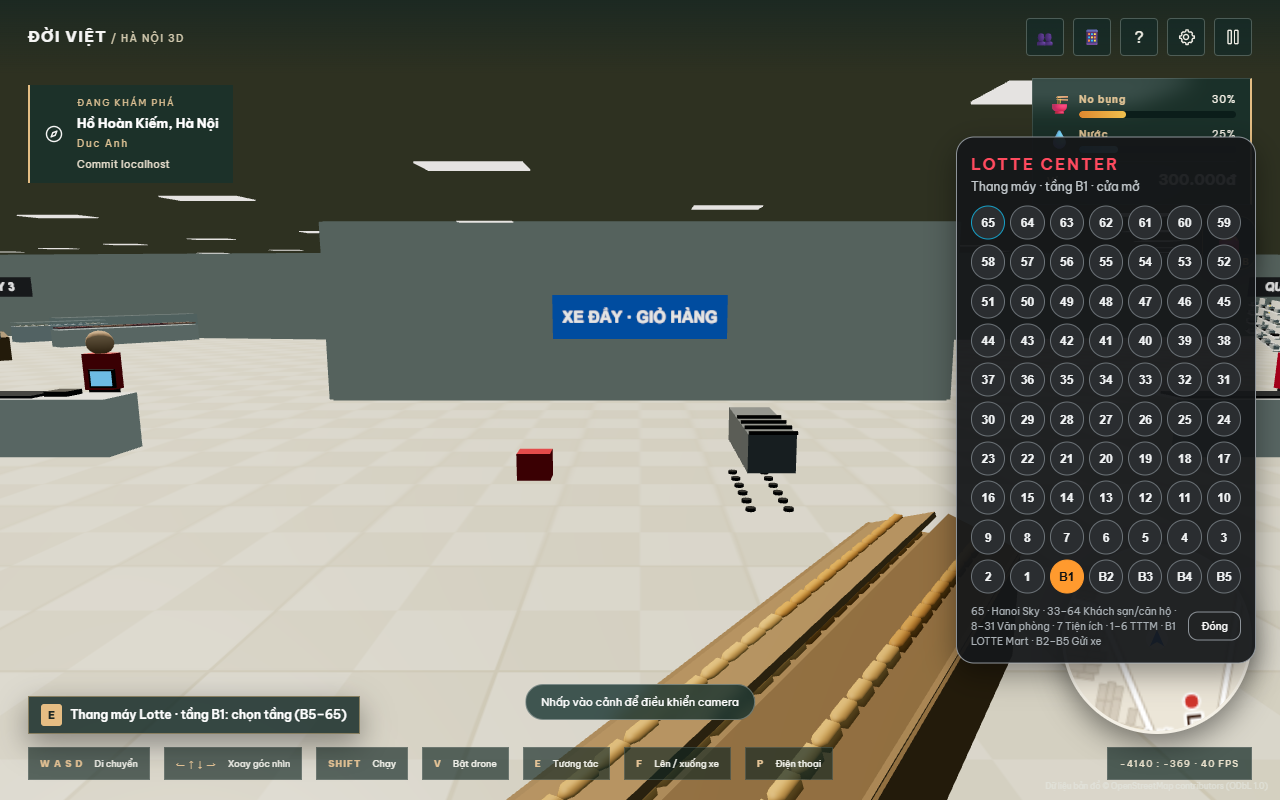 ĐỜI VIỆT / HÀ NỘI 3D
?
ĐANG KHÁM PHÁ
Hồ Hoàn Kiếm, Hà Nội
Duc Anh
Commit localhost
No bụng 30%
Nước 25%
300.000đ
LOTTE CENTER
Thang máy · tầng B1 · cửa mở
65 64 63 62 61 60 59
58 57 56 55 54 53 52
51 50 49 48 47 46 45
44 43 42 41 40 39 38
37 36 35 34 33 32 31
30 29 28 27 26 25 24
23 22 21 20 19 18 17
16 15 14 13 12 11 10
9 8 7 6 5 4 3
2 1 B1 B2 B3 B4 B5
65 · Hanoi Sky · 33–64 Khách sạn/căn hộ ·
8–31 Văn phòng · 7 Tiện ích · 1–6 TTTM · B1
LOTTE Mart · B2–B5 Gửi xe
Đóng
Y 3
XE ĐẨY · GIỎ HÀNG
QU
Nhấp vào cảnh để điều khiển camera
E Thang máy Lotte · tầng B1: chọn tầng (B5–65)
W A S D Di chuyển
←↑↓→ Xoay góc nhìn
SHIFT Chạy
V Bật drone
E Tương tác
F Lên / xuống xe
P Điện thoại
-4140 : -369 · 40 FPS